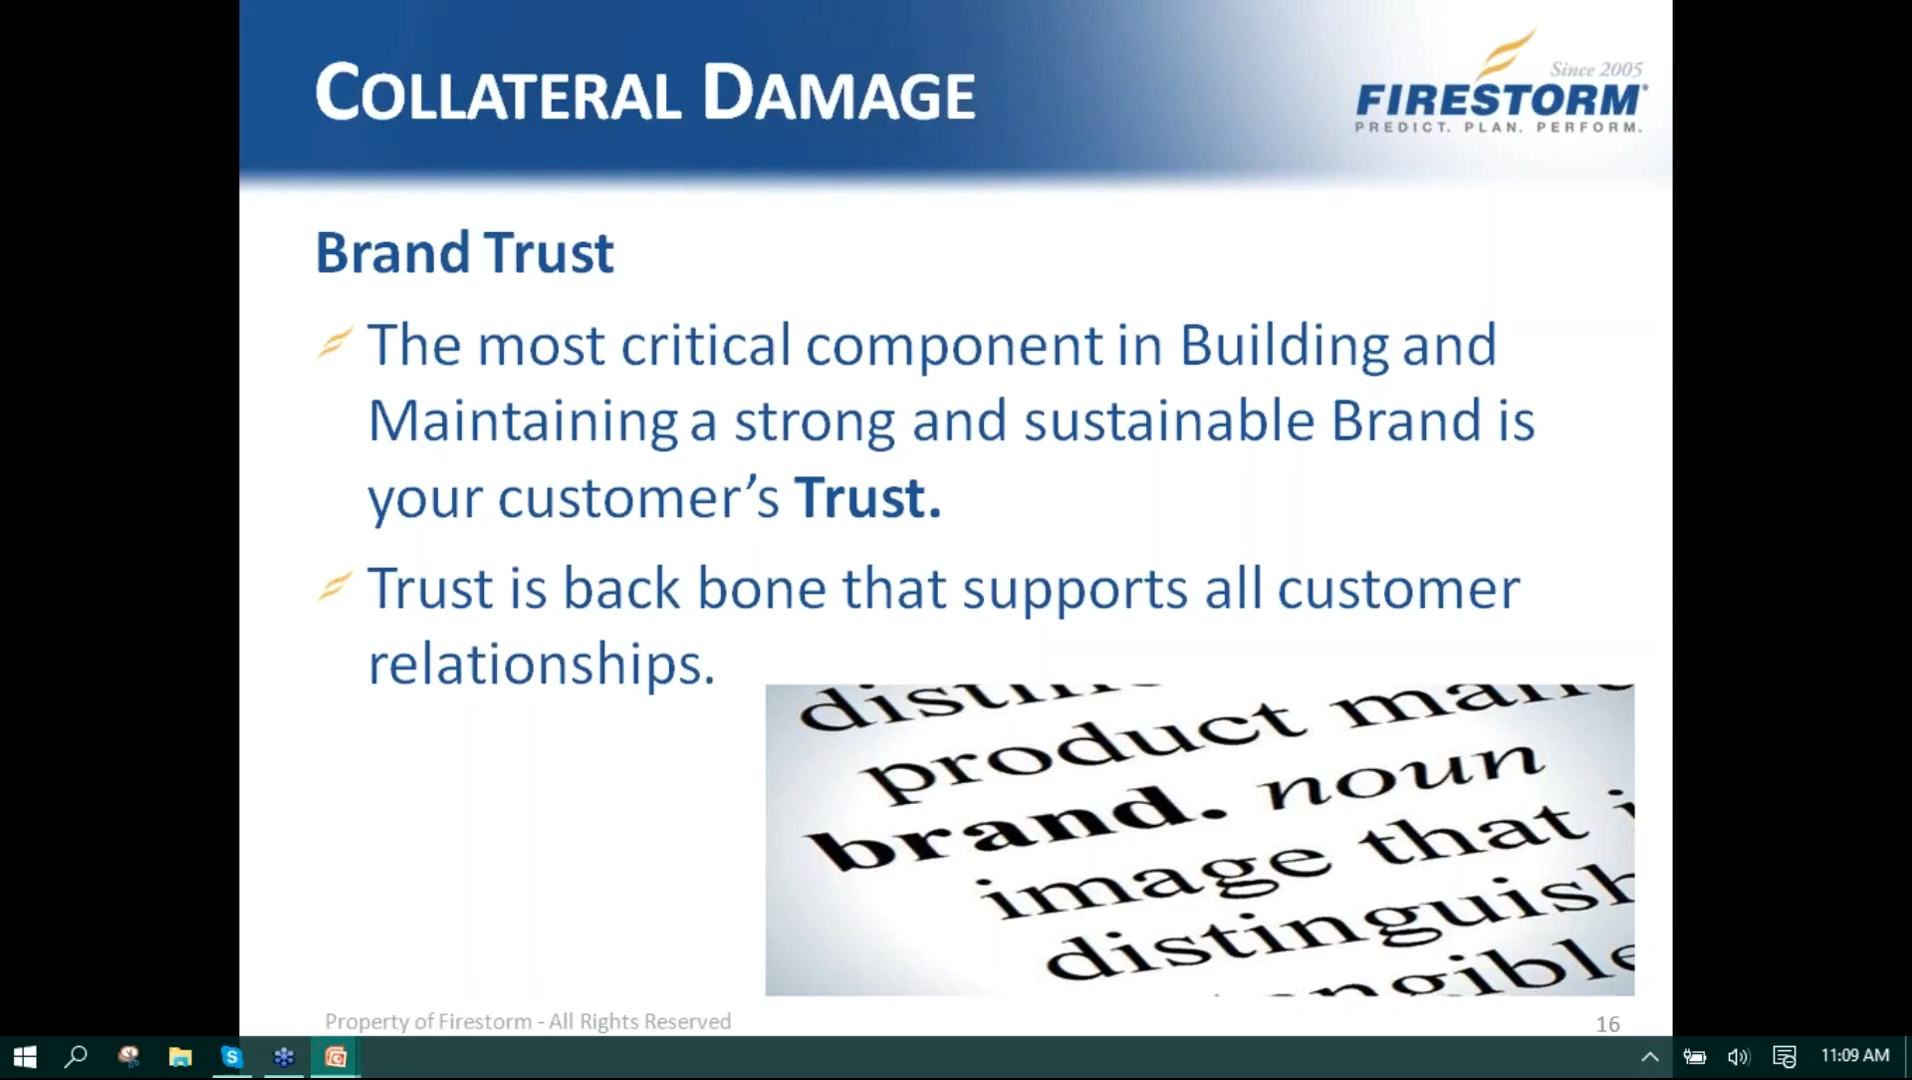 COLLATERAL DAMAGE
Since 2005
FIRESTORM®
PREDICT. PLAN. PERFORM.
Brand Trust
The most critical component in Building and
Maintaining a strong and sustainable Brand is
your customer’s Trust.
Trust is back bone that supports all customer
relationships.
product
brand. noun
image that
distinguish
Property of Firestorm - All Rights Reserved
16
11:09 AM